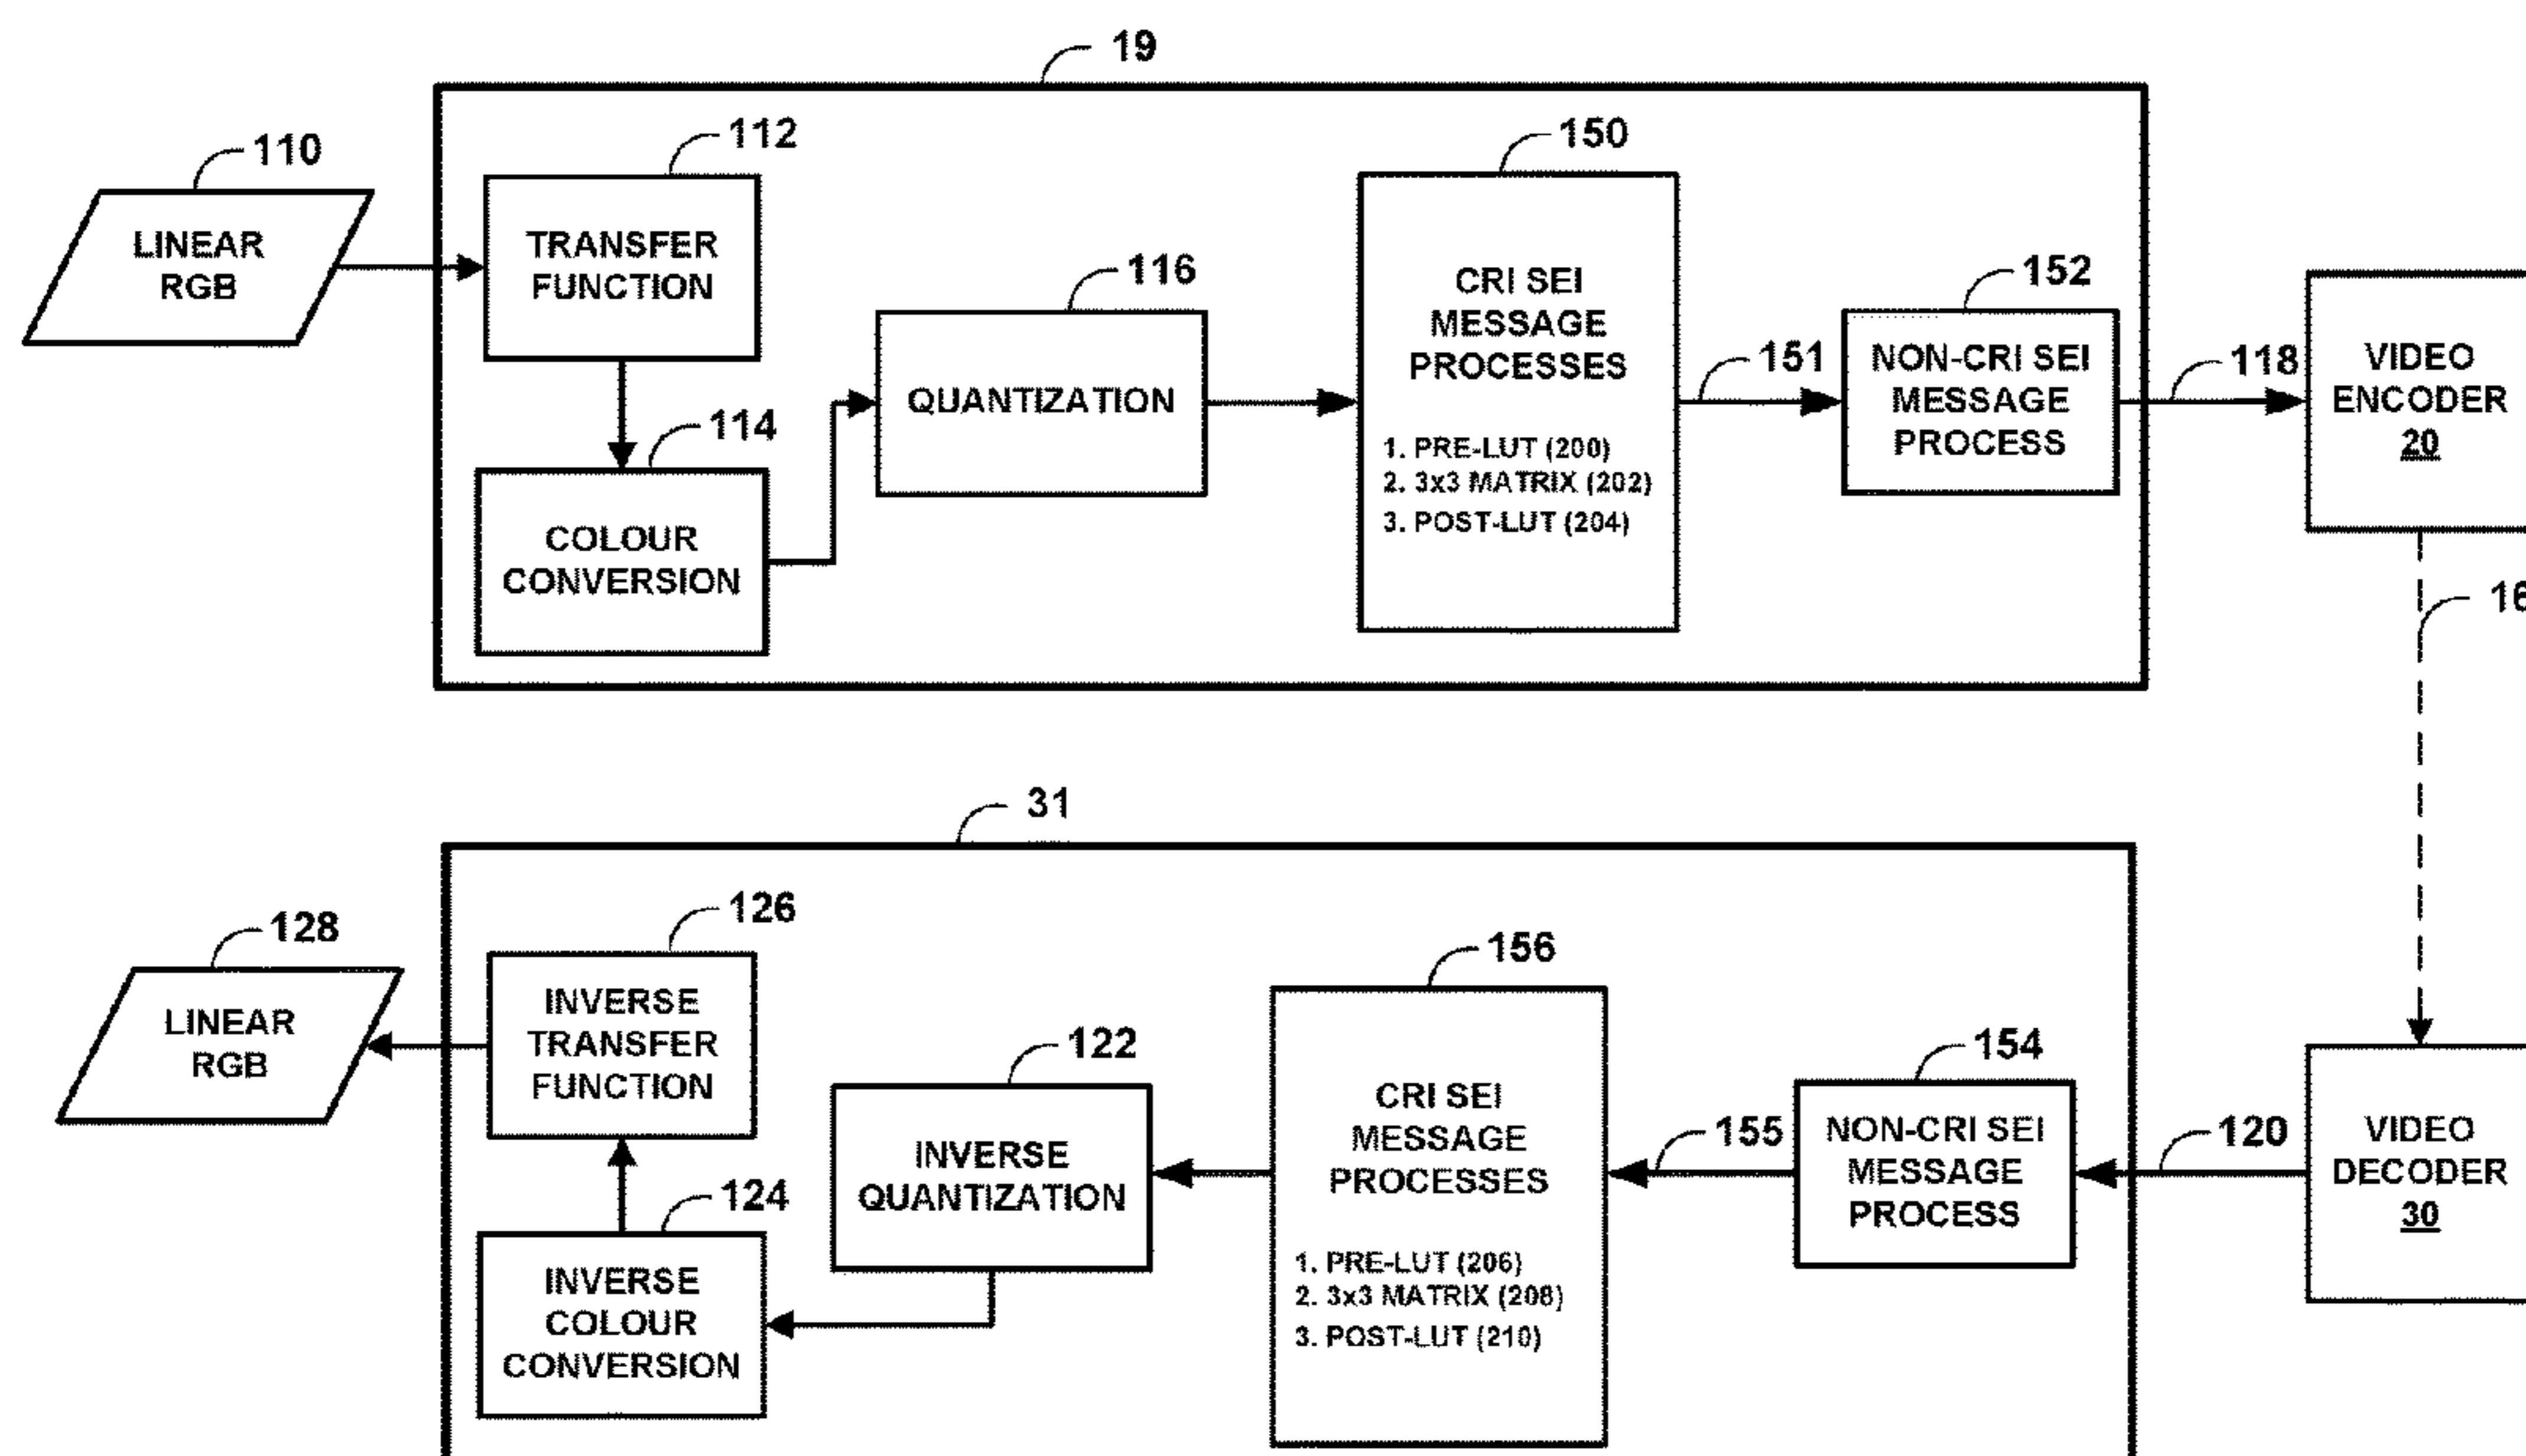 19
110
LINEAR
RGB
112
TRANSFER
FUNCTION
114
COLOUR
CONVERSION
116
QUANTIZATION
150
CRI SEI
MESSAGE
PROCESSES
1. PRE-LUT (200)
2. 3x3 MATRIX (202)
3. POST-LUT (204)
151
152
NON-CRI SEI
MESSAGE
PROCESS
118
VIDEO
ENCODER
20
16
31
128
LINEAR
RGB
126
INVERSE
TRANSFER
FUNCTION
124
INVERSE
COLOUR
CONVERSION
122
INVERSE
QUANTIZATION
156
CRI SEI
MESSAGE
PROCESSES
1. PRE-LUT (206)
2. 3x3 MATRIX (208)
3. POST-LUT (210)
155
154
NON-CRI SEI
MESSAGE
PROCESS
120
VIDEO
DECODER
30